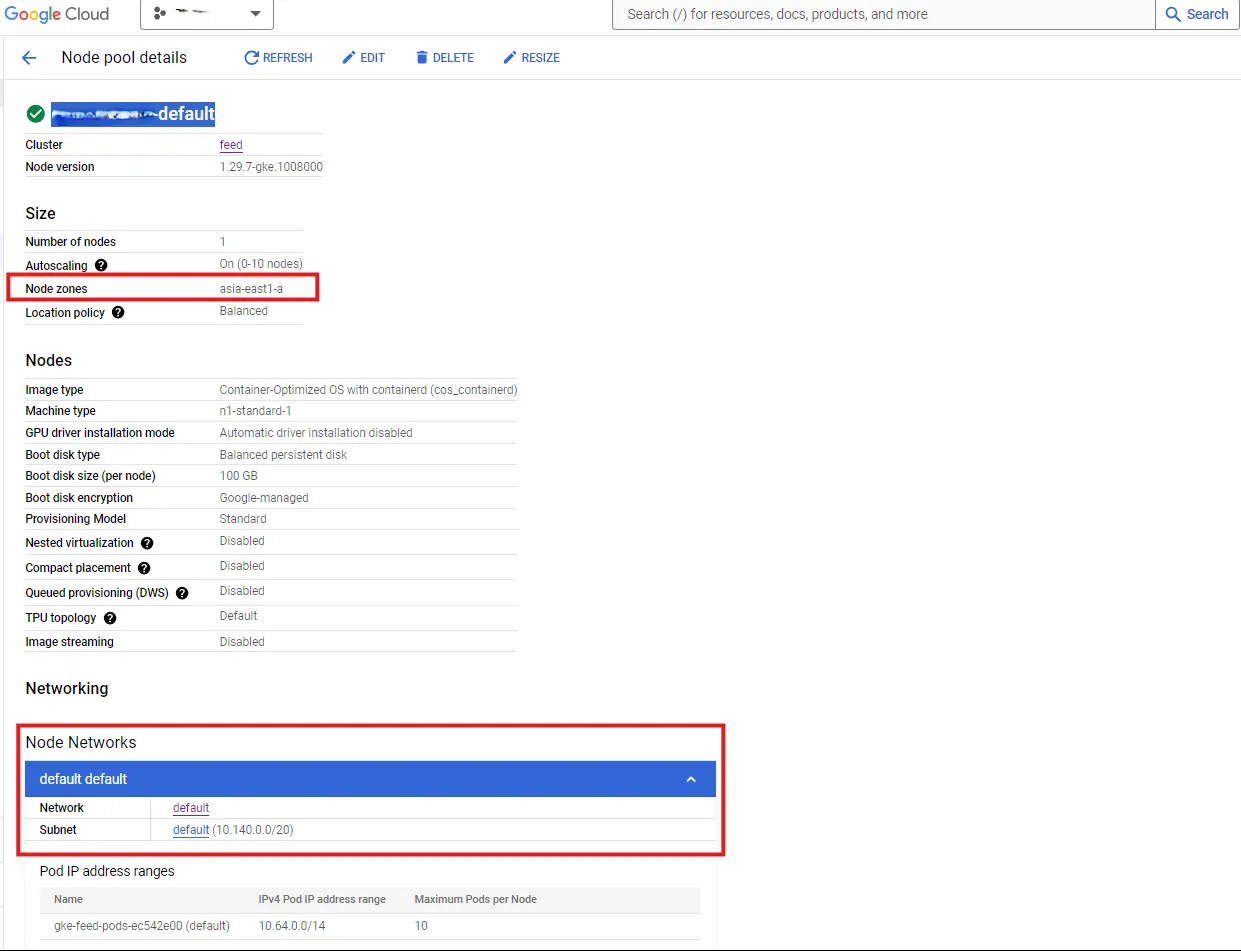 Google Cloud
Search (/) for resources, docs, products, and more
Search
Node pool details
REFRESH
EDIT
DELETE
RESIZE
-default
Cluster feed
Node version 1.29.7-gke.1008000
Size
Number of nodes 1
Autoscaling ? On (0-10 nodes)
Node zones asia-east1-a
Location policy ? Balanced
Nodes
Image type Container-Optimized OS with containerd (cos_containerd)
Machine type n1-standard-1
GPU driver installation mode Automatic driver installation disabled
Boot disk type Balanced persistent disk
Boot disk size (per node) 100 GB
Boot disk encryption Google-managed
Provisioning Model Standard
Nested virtualization ? Disabled
Compact placement ? Disabled
Queued provisioning (DWS) ? Disabled
TPU topology ? Default
Image streaming Disabled
Networking
Node Networks
default default
Network default
Subnet default (10.140.0.0/20)
Pod IP address ranges
Name IPv4 Pod IP address range Maximum Pods per Node
gke-feed-pods-ec542e00 (default) 10.64.0.0/14 10